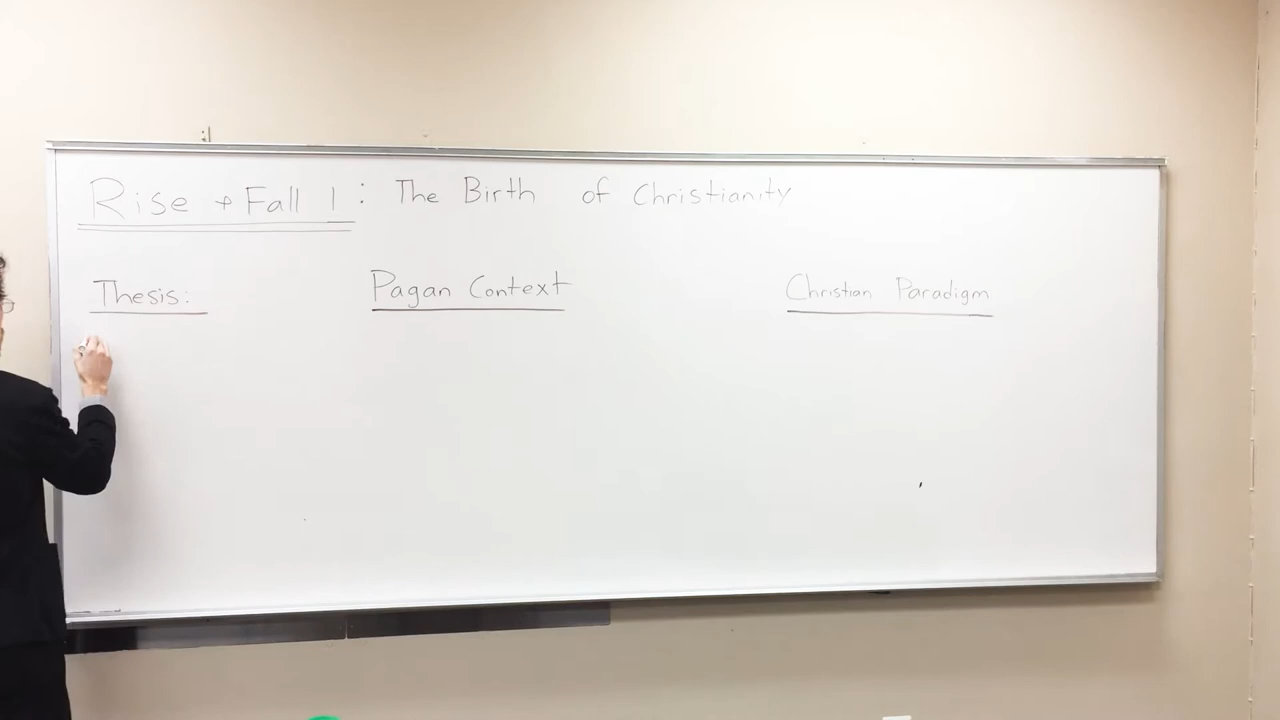 Rise + Fall 1: The Birth of Christianity
Thesis:
Pagan Context
Christian Paradigm